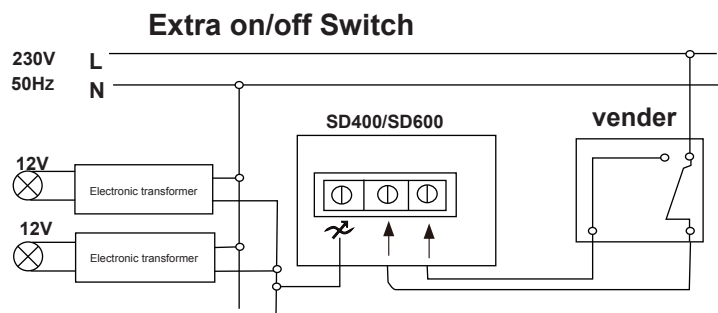 Extra on/off Switch
230V L
50Hz N
SD400/SD600
vender
12V
Electronic transformer
12V
Electronic transformer